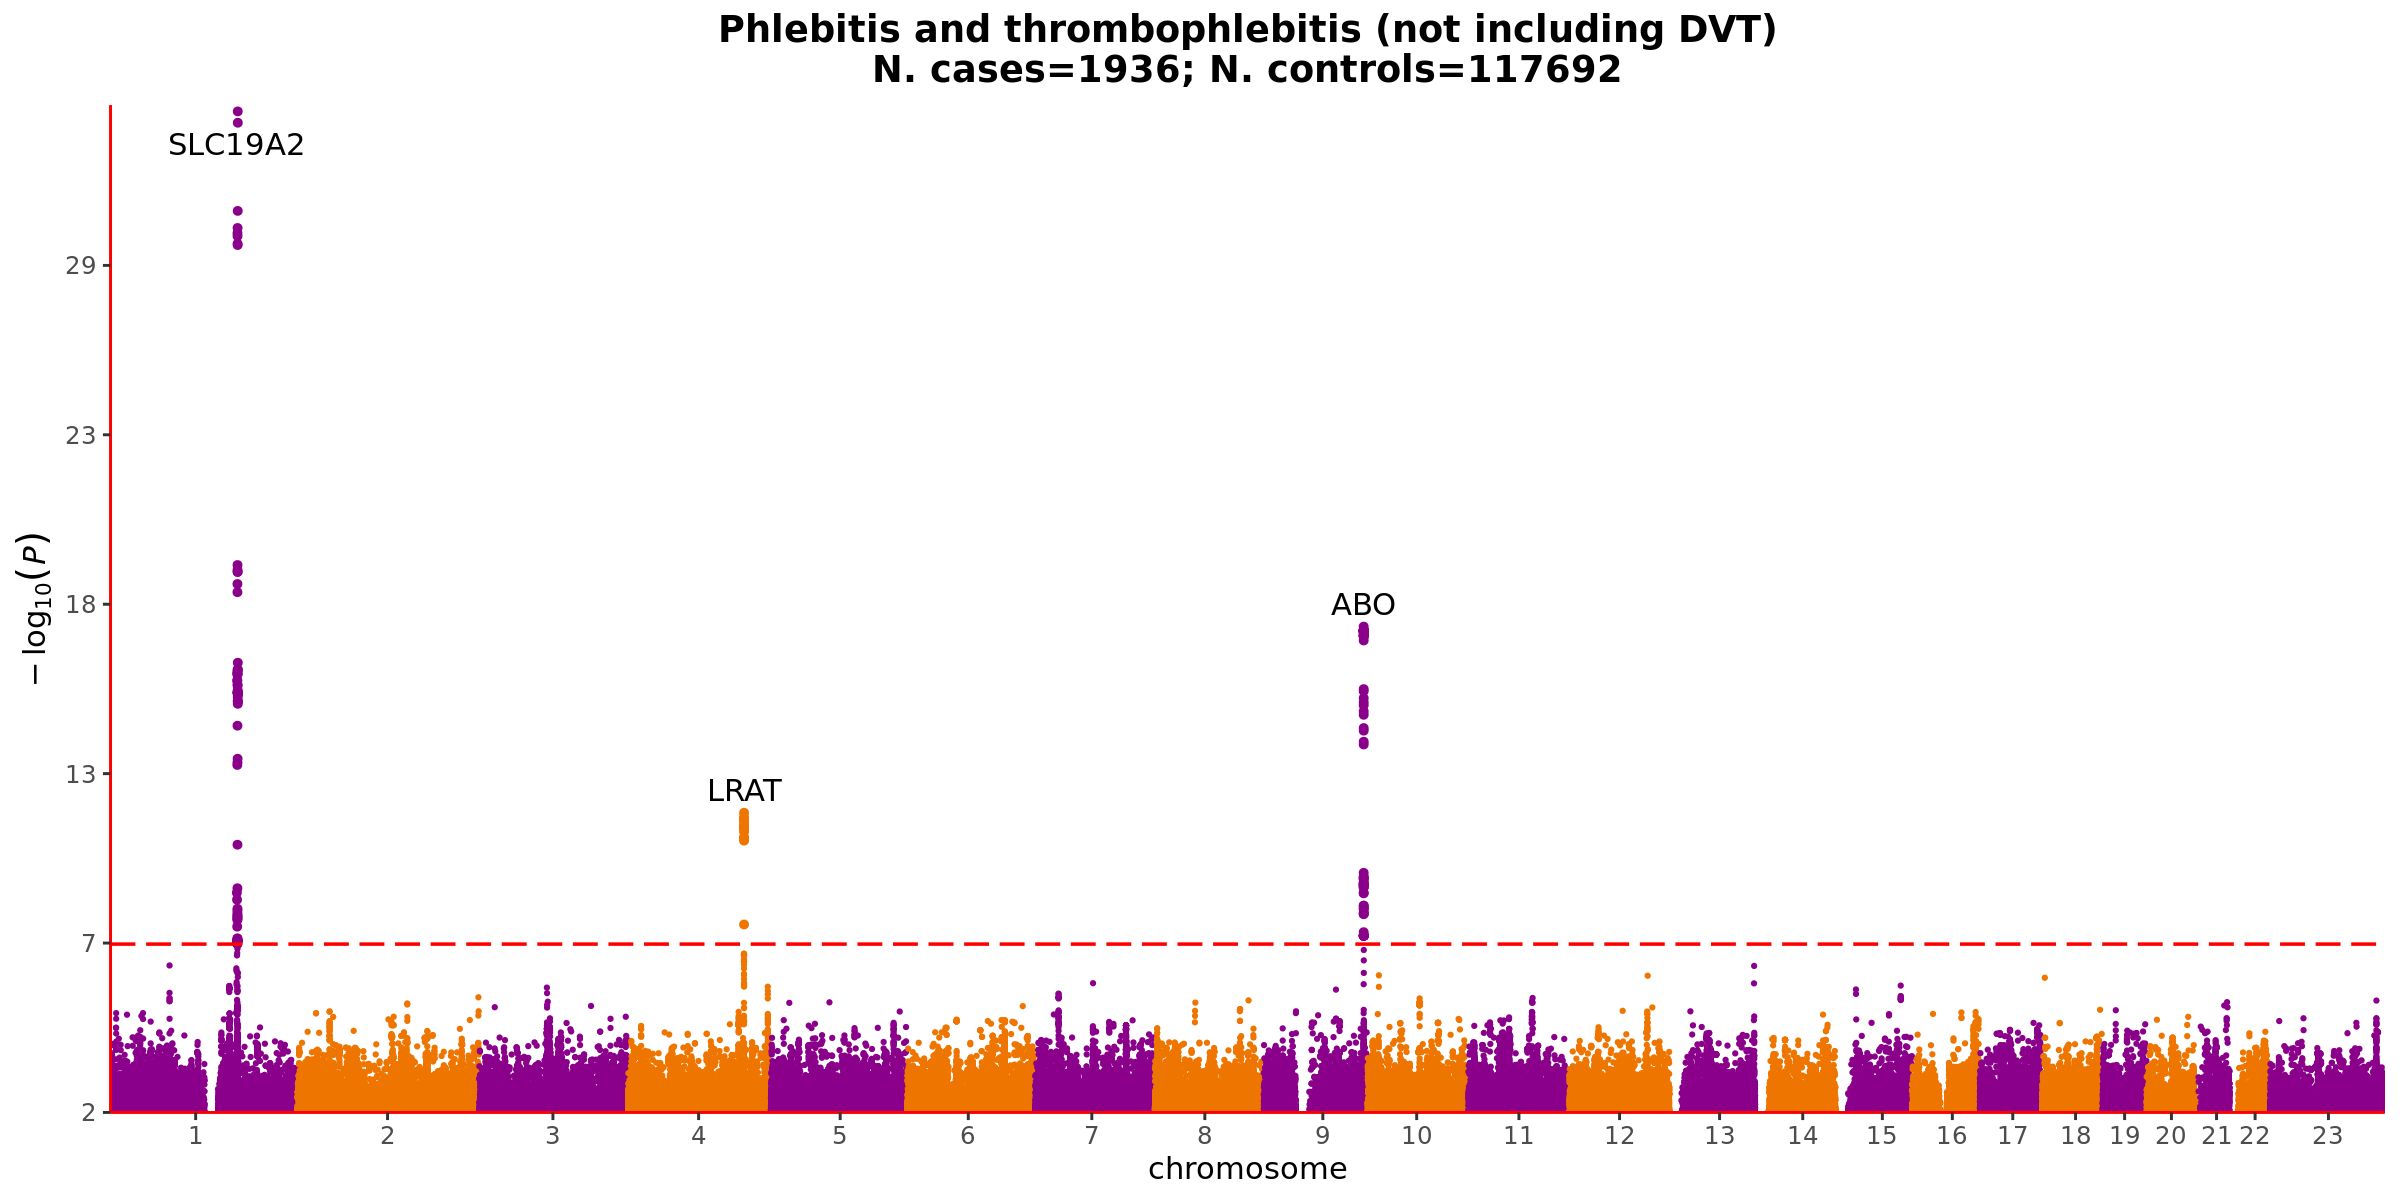 Phlebitis and thrombophlebitis (not including DVT)
N. cases=1936; N. controls=117692
SLC19A2
29
23
− log10(P)
18
ABO
13
LRAT
7
2
1 2 3 4 5 6 7 8 9 10 11 12 13 14 15 16 17 18 19 20 21 22 23
chromosome